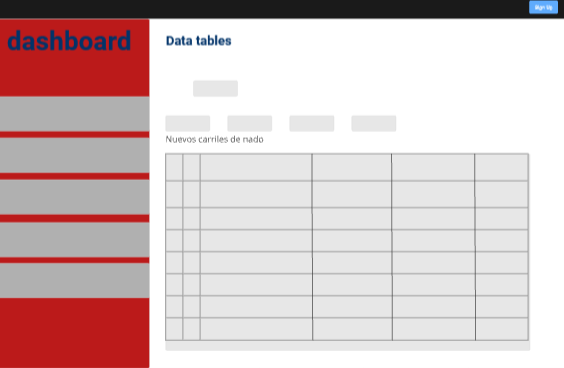 Sign Up
dashboard
Data tables
Nuevos carriles de nado